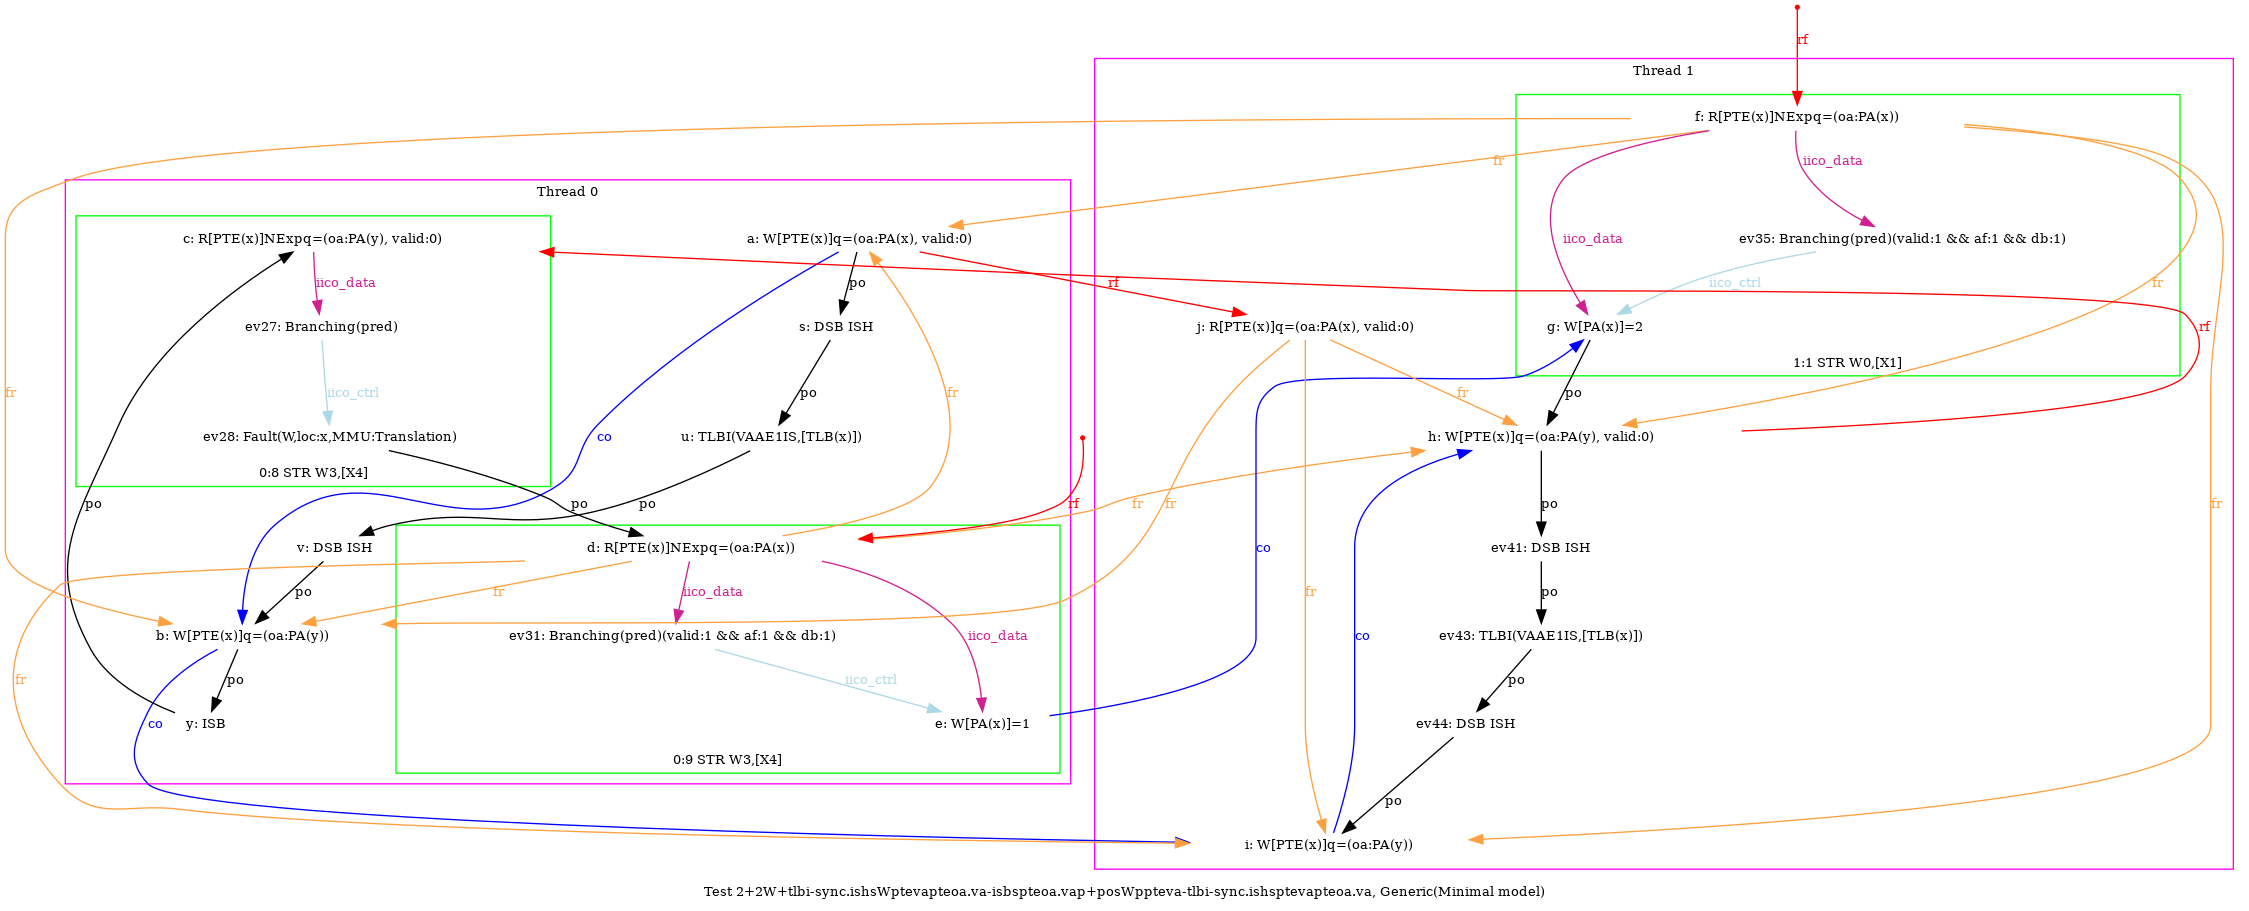 rf
Thread 1
f: R[PTE(x)]NExpq=(oa:PA(x))
fr
iico_data
Thread 0
c: R[PTE(x)]NExpq=(oa:PA(y), valid:0)
a: W[PTE(x)]q=(oa:PA(x), valid:0)
ev35: Branching(pred)(valid:1 && af:1 && db:1)
iico_data
iico_data
po
rf
iico_ctrl
fr
ev27: Branching(pred)
s: DSB ISH
j: R[PTE(x)]q=(oa:PA(x), valid:0)
g: W[PA(x)]=2
rf
1:1 STR W0,[X1]
fr
iico_ctrl
po
fr
fr
po
ev28: Fault(W,loc:x,MMU:Translation)
co
u: TLBI(VAAE1IS,[TLB(x)])
h: W[PTE(x)]q=(oa:PA(y), valid:0)
0:8 STR W3,[X4]
po
po
po
rf
fr
fr
po
fr
v: DSB ISH
d: R[PTE(x)]NExpq=(oa:PA(x))
co
ev41: DSB ISH
po
fr
iico_data
fr
po
b: W[PTE(x)]q=(oa:PA(y))
ev31: Branching(pred)(valid:1 && af:1 && db:1)
iico_data
co
ev43: TLBI(VAAE1IS,[TLB(x)])
fr
po
iico_ctrl
po
co
y: ISB
e: W[PA(x)]=1
ev44: DSB ISH
0:9 STR W3,[X4]
po
i: W[PTE(x)]q=(oa:PA(y))
Test 2+2W+tlbi-sync.ishsWptevapteoa.va-isbspteoa.vap+posWppteva-tlbi-sync.ishsptevapteoa.va, Generic(Minimal model)